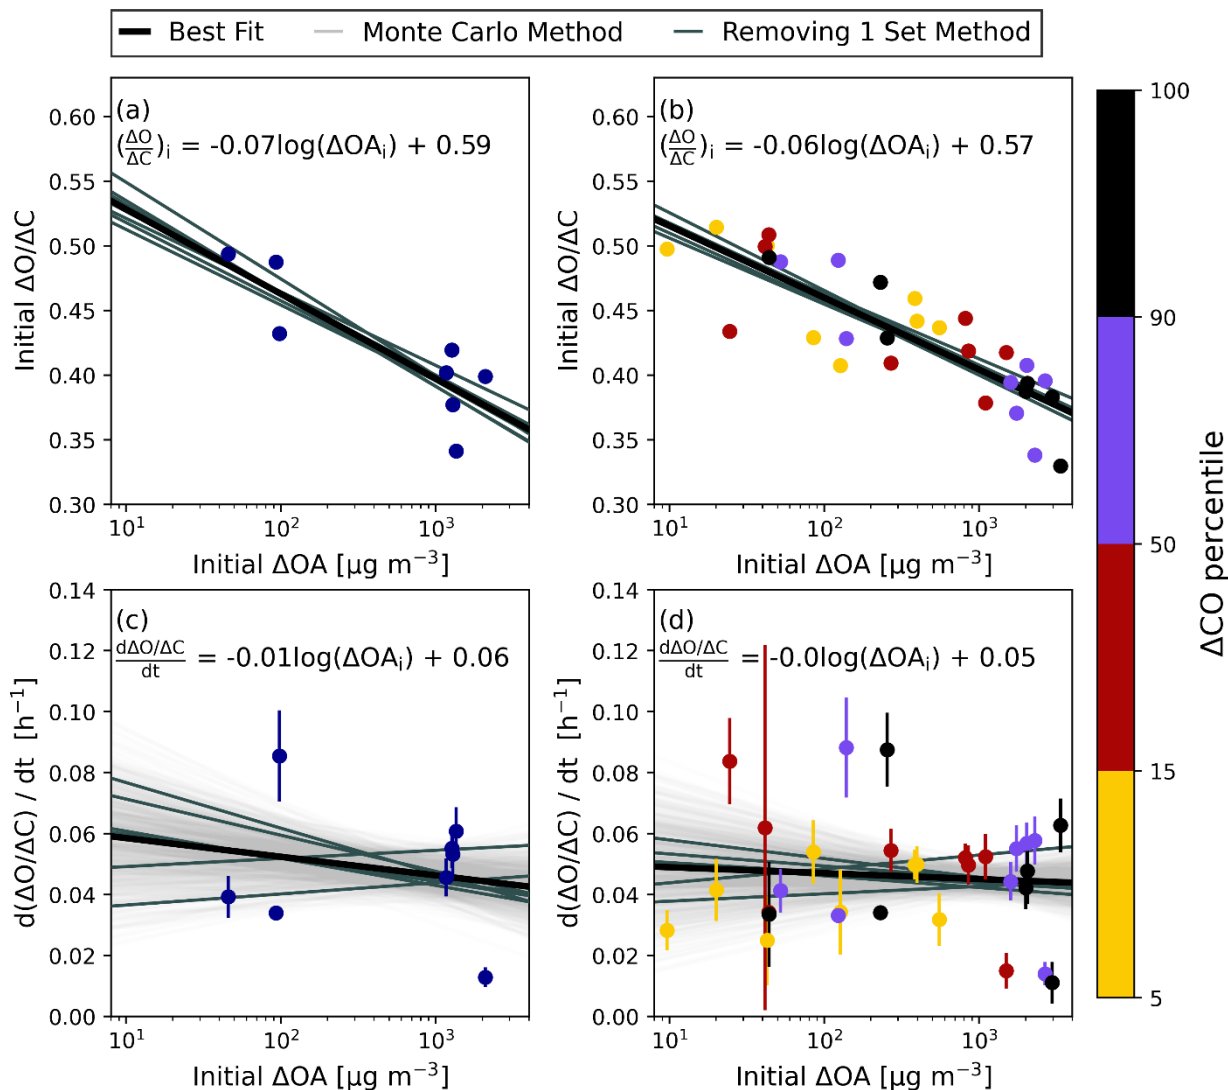 Best Fit Monte Carlo Method Removing 1 Set Method
(a)
(ΔO/ΔC)i = -0.07log(ΔOAi) + 0.59
0.60
0.55
0.50
0.45
0.40
0.35
0.30
Initial ΔO/ΔC
10¹ 10² 10³
Initial ΔOA [µg m⁻³]
(b)
(ΔO/ΔC)i = -0.06log(ΔOAi) + 0.57
0.60
0.55
0.50
0.45
0.40
0.35
0.30
Initial ΔO/ΔC
10¹ 10² 10³
Initial ΔOA [µg m⁻³]
(c)
dΔO/ΔC/dt = -0.01log(ΔOAi) + 0.06
0.14
0.12
0.10
0.08
0.06
0.04
0.02
0.00
d(ΔO/ΔC) / dt [h⁻¹]
10¹ 10² 10³
Initial ΔOA [µg m⁻³]
(d)
dΔO/ΔC/dt = -0.0log(ΔOAi) + 0.05
0.14
0.12
0.10
0.08
0.06
0.04
0.02
0.00
d(ΔO/ΔC) / dt [h⁻¹]
10¹ 10² 10³
Initial ΔOA [µg m⁻³]
100
90
50
15
5
ΔCO percentile